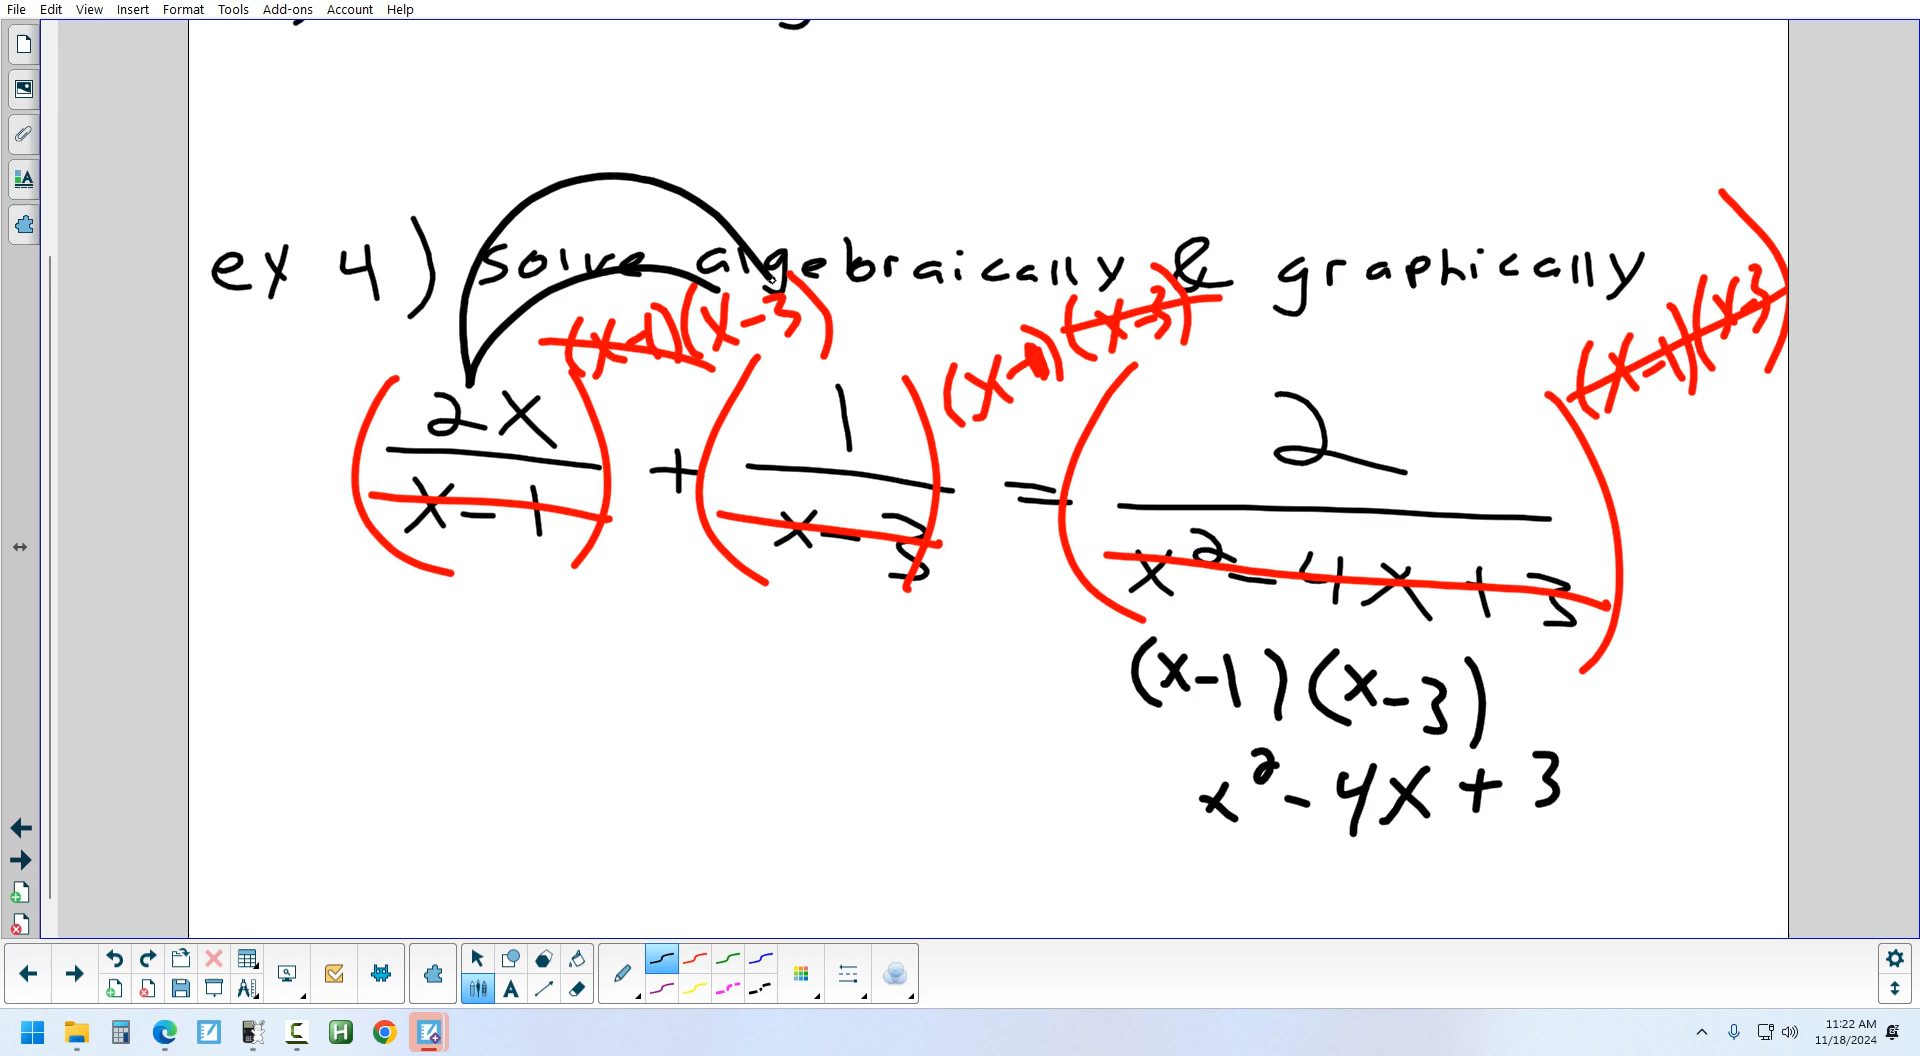 File Edit View Insert Format Tools Add-ons Account Help
ex 4) solve algebraically & graphically
(x-1)(x-3) (x-1)(x-3) (x-1)(x-3)
(2x/x-1) + (1/x-3) = (2/x²-4x+3)
(x-1)(x-3)
x²-4x+3
A
H
11:22 AM
11/18/2024